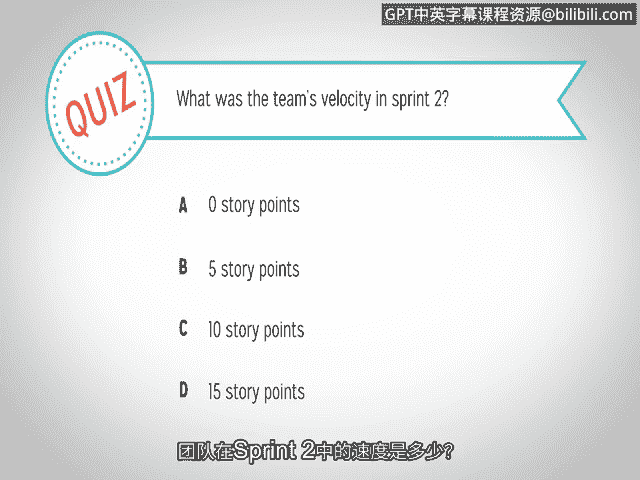 GPT中英字幕课程资源@bilibili.com
QUIZ
What was the team's velocity in sprint 2?
A 0 story points
B 5 story points
C 10 story points
D 15 story points
团队在Sprint 2中的速度是多少?